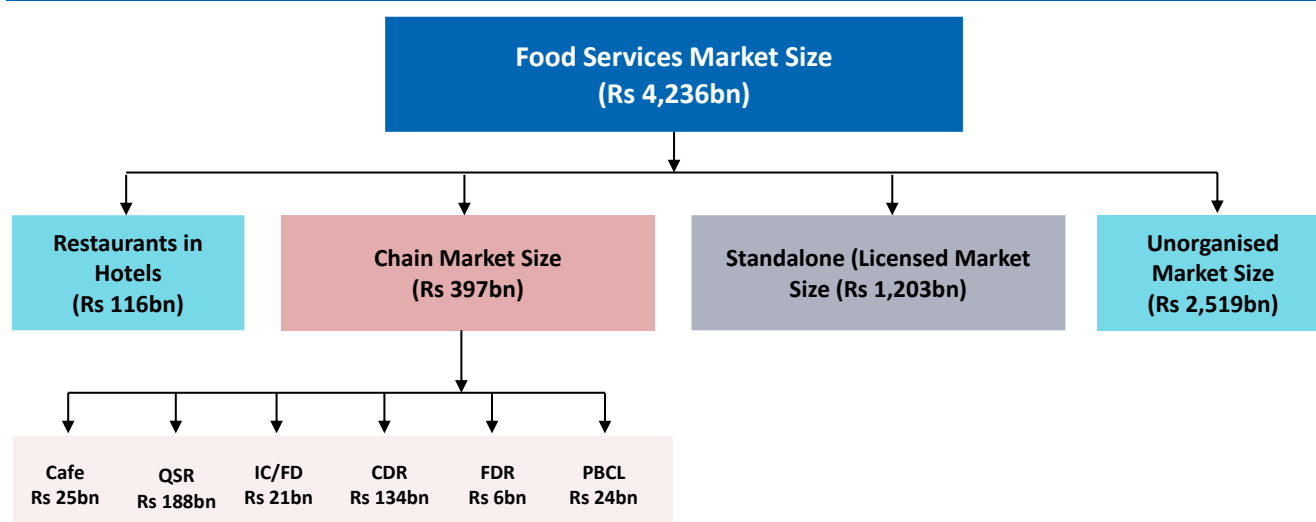 Food Services Market Size
(Rs 4,236bn)
Restaurants in
Hotels
(Rs 116bn)
Chain Market Size
(Rs 397bn)
Standalone (Licensed Market
Size (Rs 1,203bn)
Unorganised
Market Size
(Rs 2,519bn)
Cafe
Rs 25bn
QSR
Rs 188bn
IC/FD
Rs 21bn
CDR
Rs 134bn
FDR
Rs 6bn
PBCL
Rs 24bn